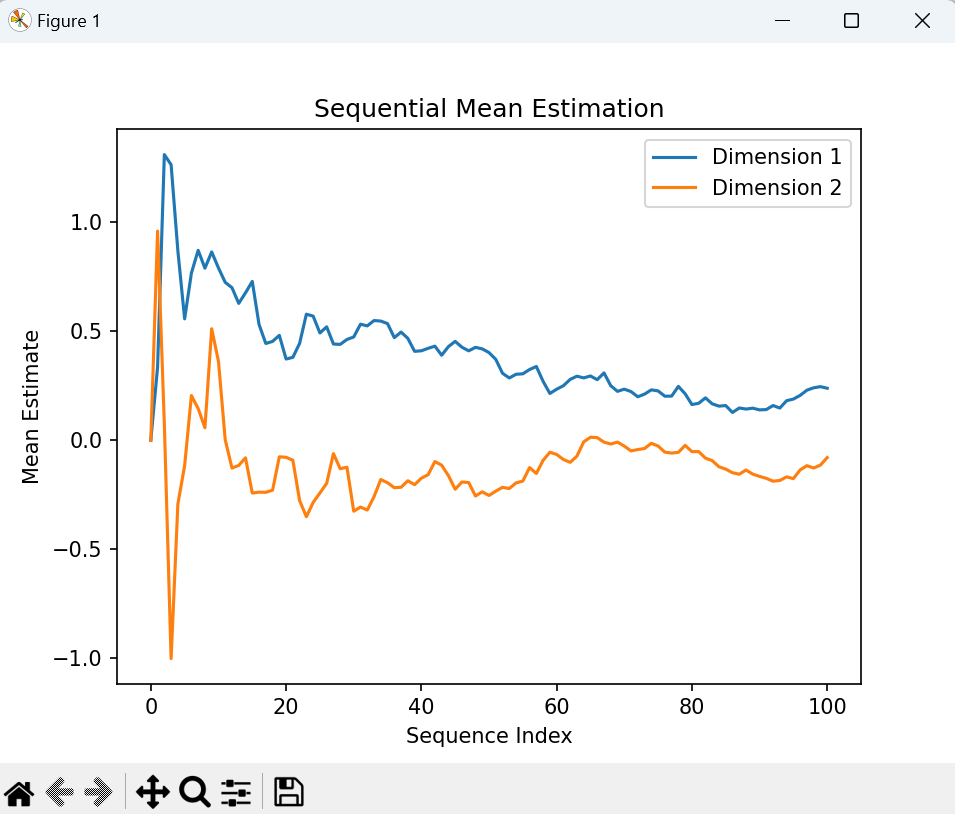 Figure 1
Sequential Mean Estimation
Dimension 1
Dimension 2
Mean Estimate
1.0
0.5
0.0
−0.5
−1.0
0 20 40 60 80 100
Sequence Index